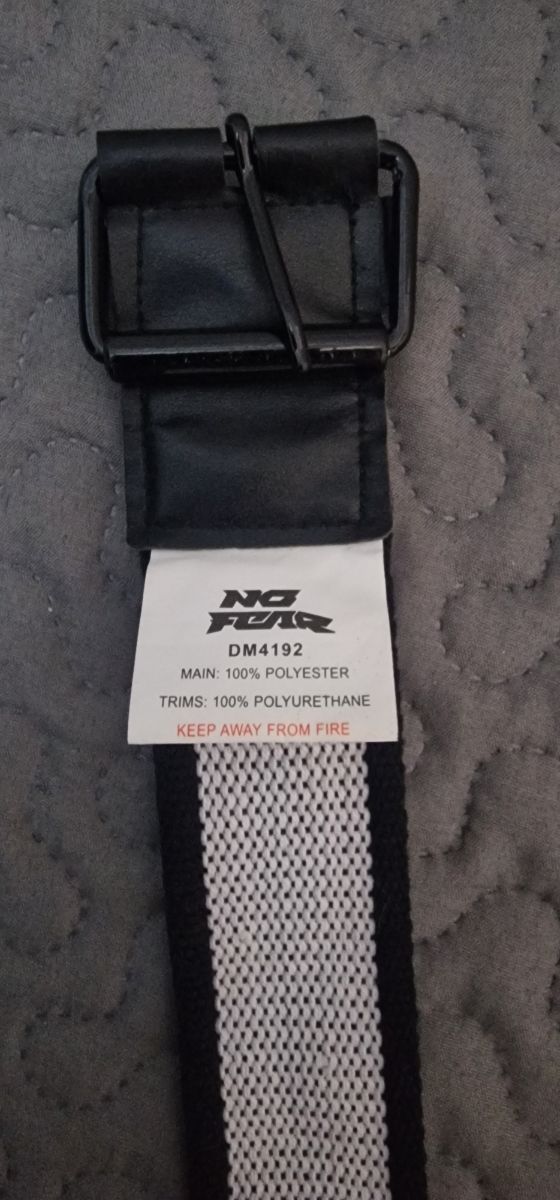 NO
FEAR
DM4192
MAIN: 100% POLYESTER
TRIMS: 100% POLYURETHANE
KEEP AWAY FROM FIRE